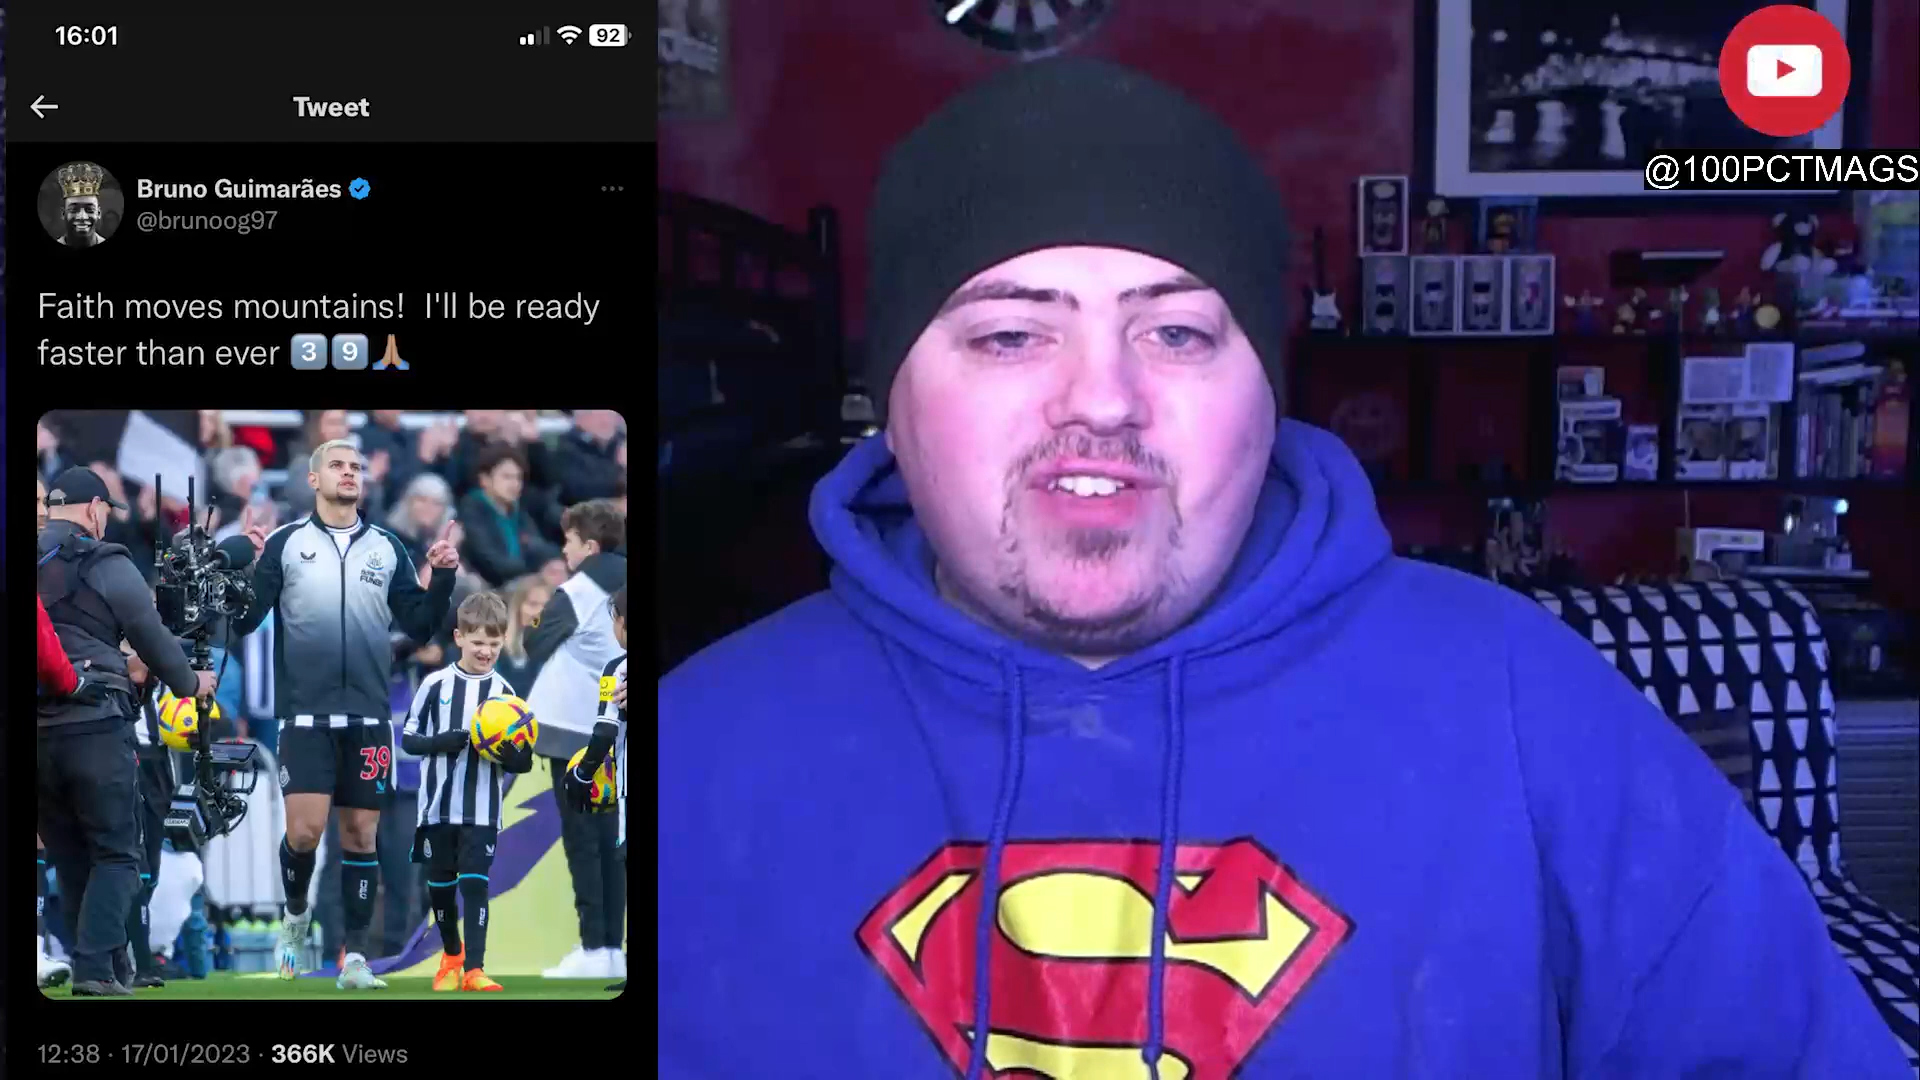 16:01
92
Tweet
Bruno Guimarães
@brunoog97
Faith moves mountains! I'll be ready
faster than ever 3️⃣9️⃣🙏🏽
39
12:38 · 17/01/2023 · 366K Views
@100PCTMAGS